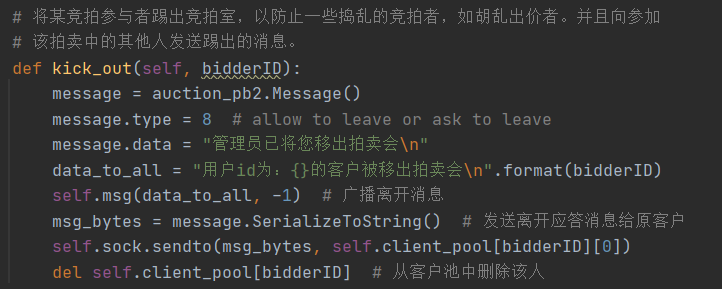 # 将某竞拍参与者踢出竞拍室，以防止一些捣乱的竞拍者，如胡乱出价者。并且向参加
# 该拍卖中的其他人发送踢出的消息。
def kick_out(self, bidderID):
    message = auction_pb2.Message()
    message.type = 8  # allow to leave or ask to leave
    message.data = "管理员已将您移出拍卖会\n"
    data_to_all = "用户id为：{}的客户被移出拍卖会\n".format(bidderID)
    self.msg(data_to_all, -1)  # 广播离开消息
    msg_bytes = message.SerializeToString()  # 发送离开应答消息给原客户
    self.sock.sendto(msg_bytes, self.client_pool[bidderID][0])
    del self.client_pool[bidderID]  # 从客户池中删除该人